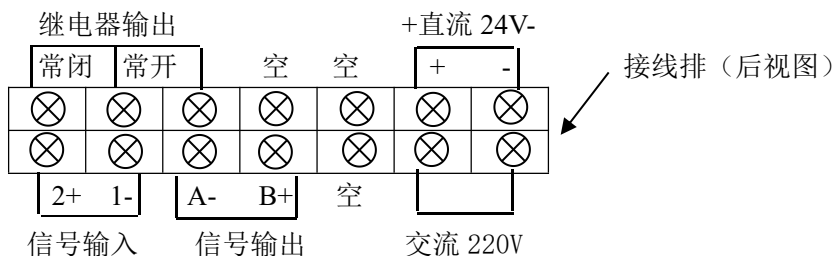 继电器输出 +直流 24V-
常闭 常开 空 空 + - 接线排（后视图）
2+ 1- A- B+ 空
信号输入 信号输出 交流 220V